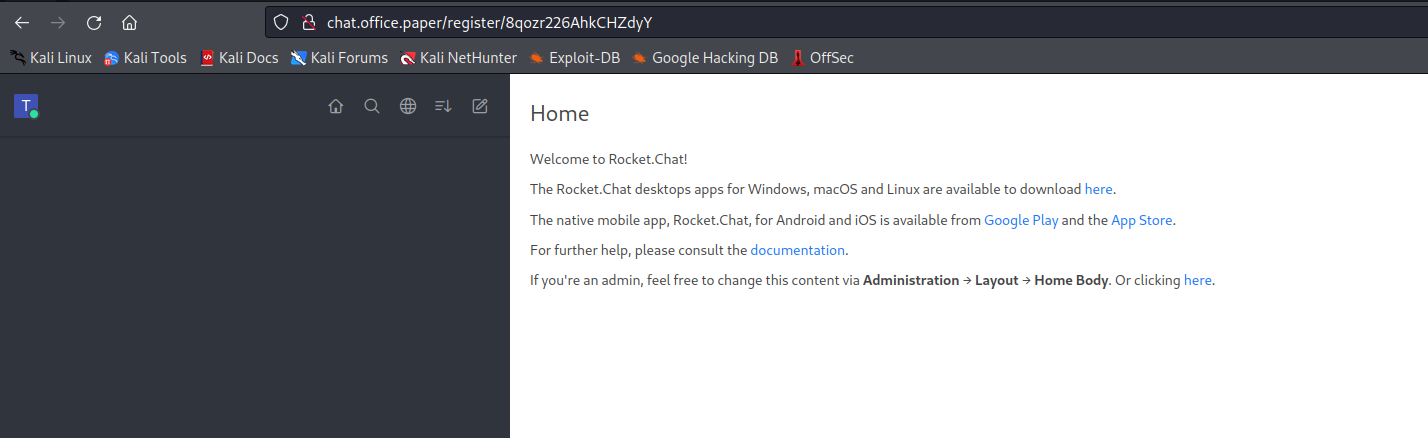 chat.office.paper/register/8qozr226AhkCHZdyY
Kali Linux Kali Tools Kali Docs Kali Forums Kali NetHunter Exploit-DB Google Hacking DB OffSec
T
Home
Welcome to Rocket.Chat!
The Rocket.Chat desktops apps for Windows, macOS and Linux are available to download here.
The native mobile app, Rocket.Chat, for Android and iOS is available from Google Play and the App Store.
For further help, please consult the documentation.
If you're an admin, feel free to change this content via Administration → Layout → Home Body. Or clicking here.